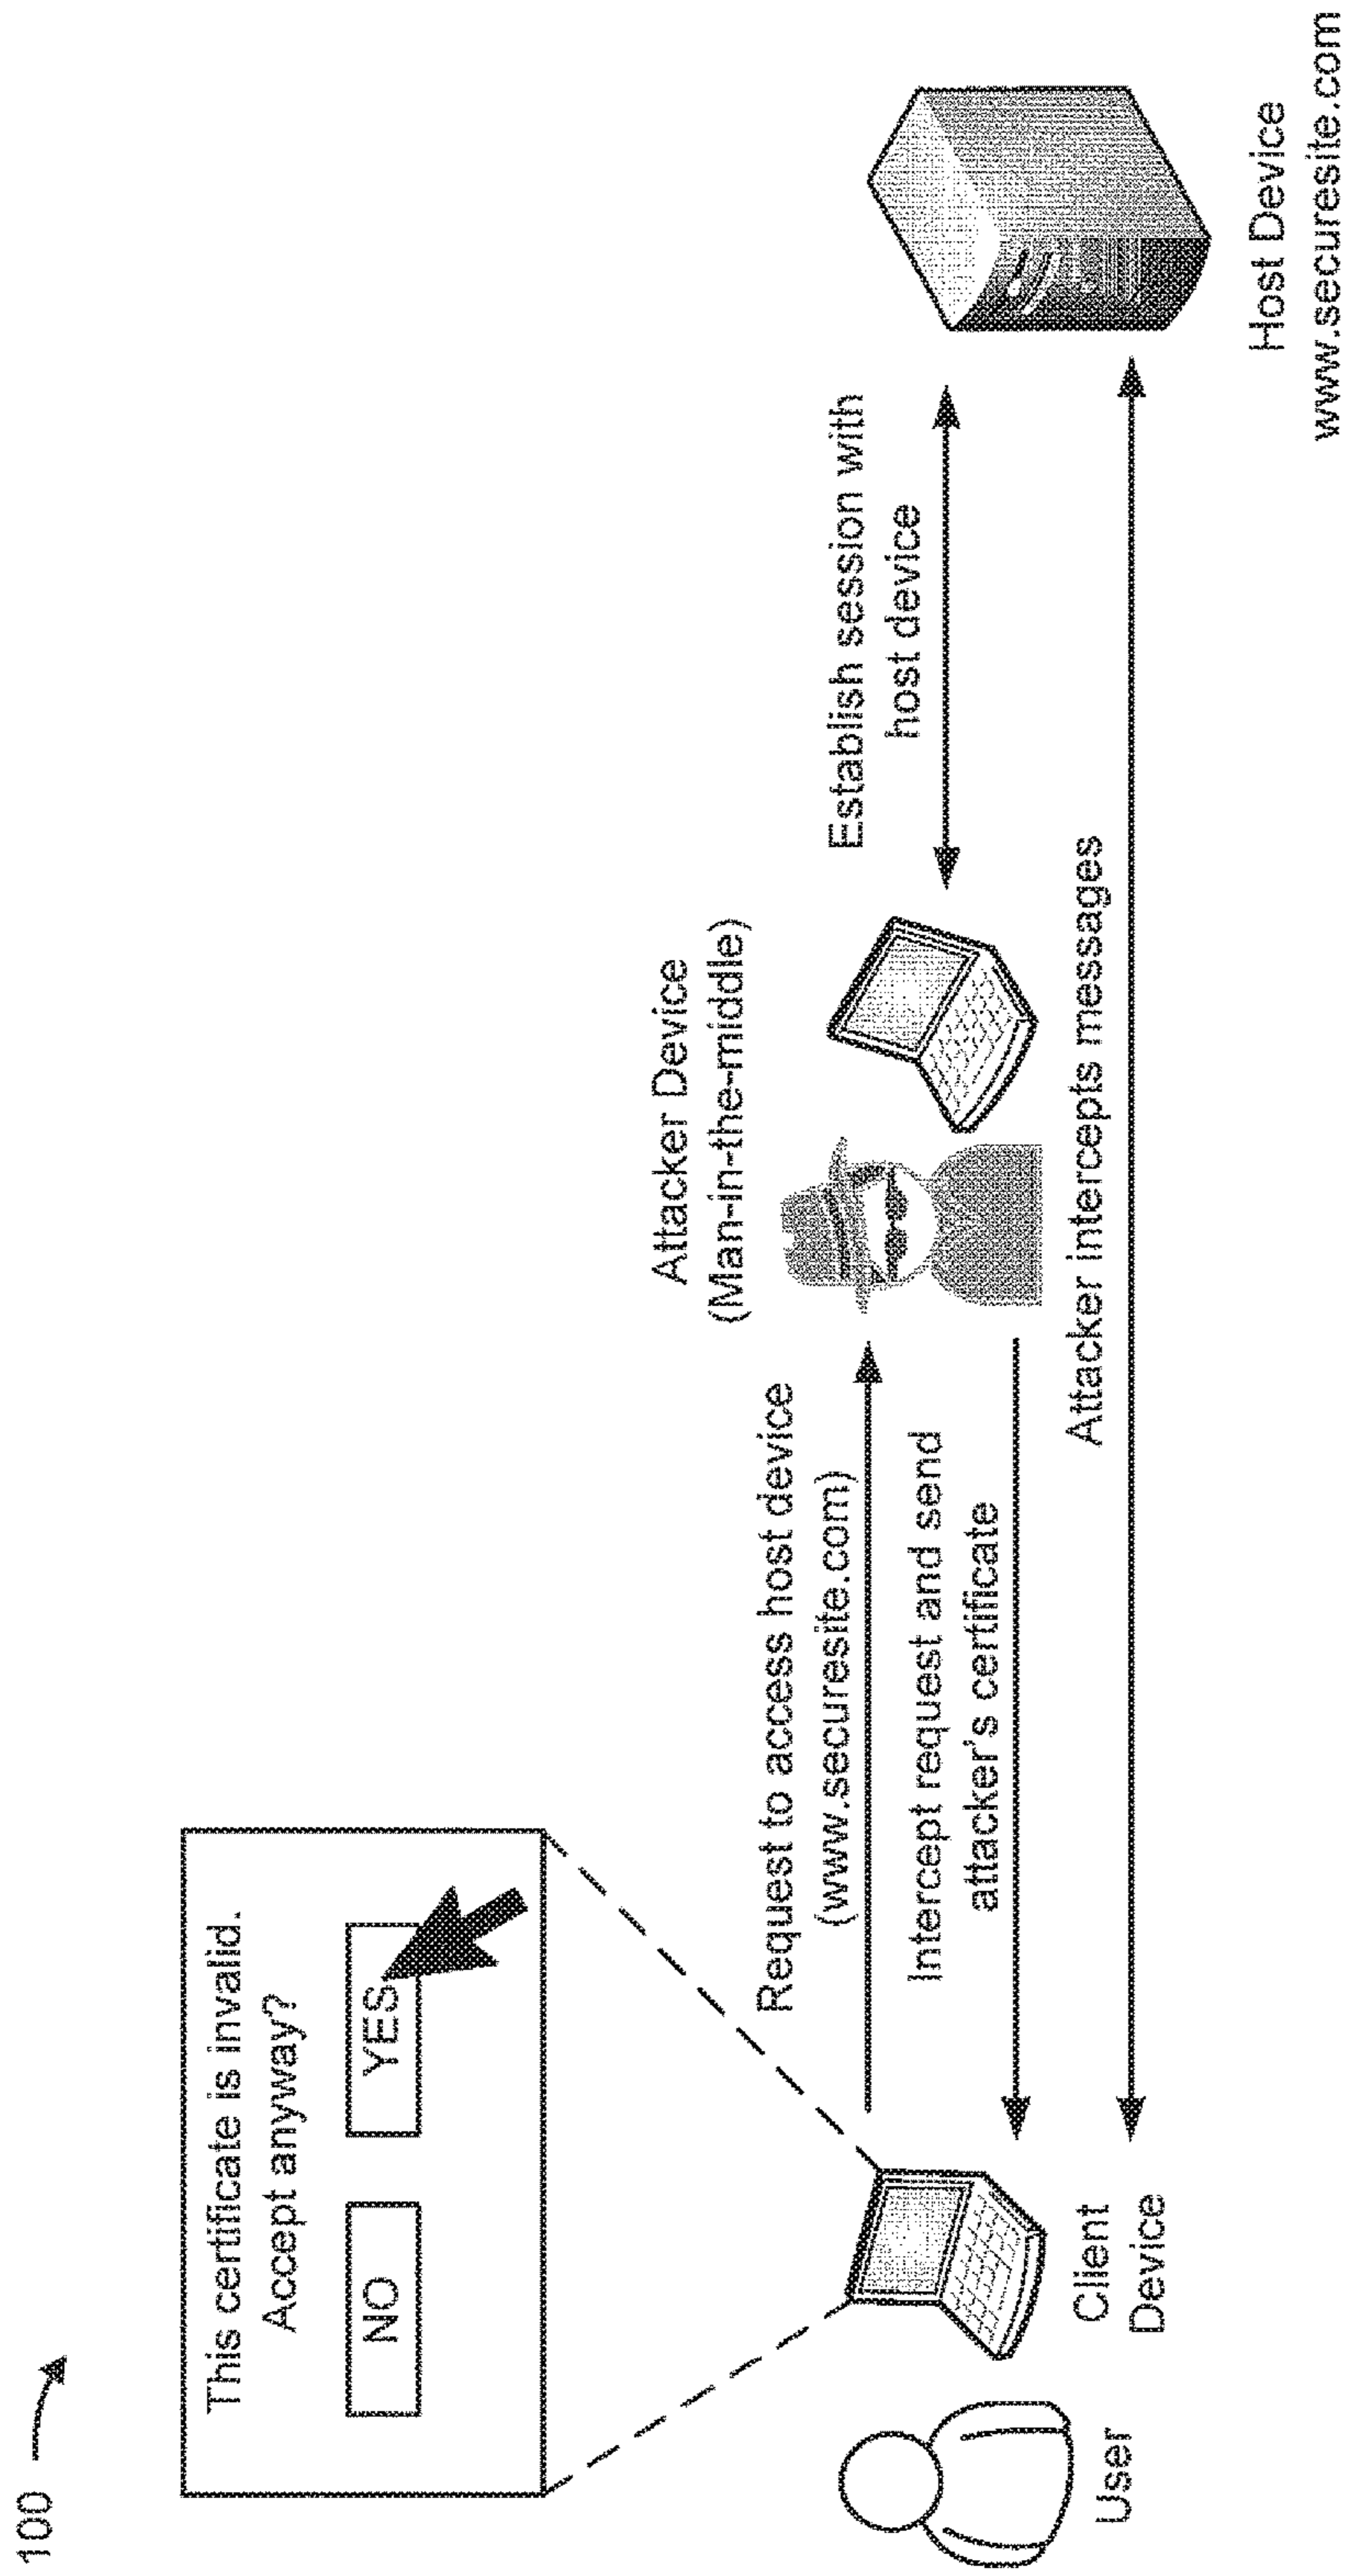 100
This certificate is invalid.
Accept anyway?
NO
YES
Attacker Device
(Man-in-the-middle)
Request to access host device
(www.securesite.com)
Intercept request and send
attacker's certificate
Establish session with
host device
Attacker intercepts messages
User
Client
Device
Host Device
www.securesite.com